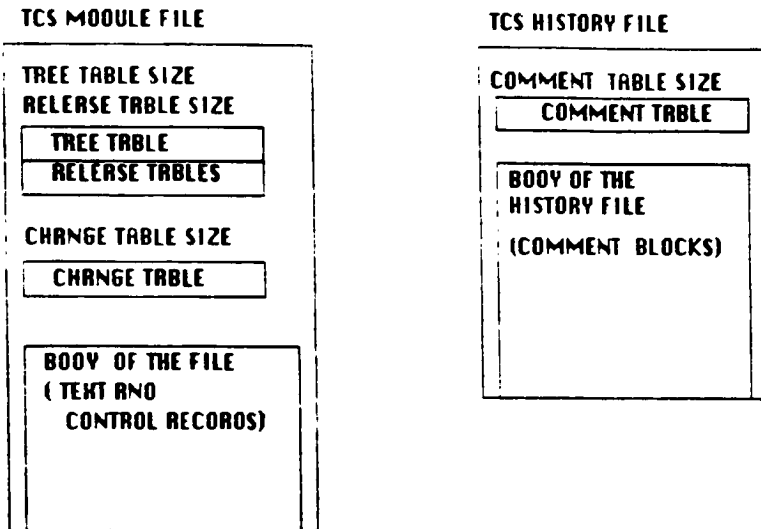 TCS MODULE FILE
TREE TABLE SIZE
RELEASE TABLE SIZE
TREE TABLE
RELEASE TABLES
CHANGE TABLE SIZE
CHANGE TABLE
BODY OF THE FILE
( TEXT AND
CONTROL RECORDS)
TCS HISTORY FILE
COMMENT TABLE SIZE
COMMENT TABLE
BODY OF THE
HISTORY FILE
(COMMENT BLOCKS)